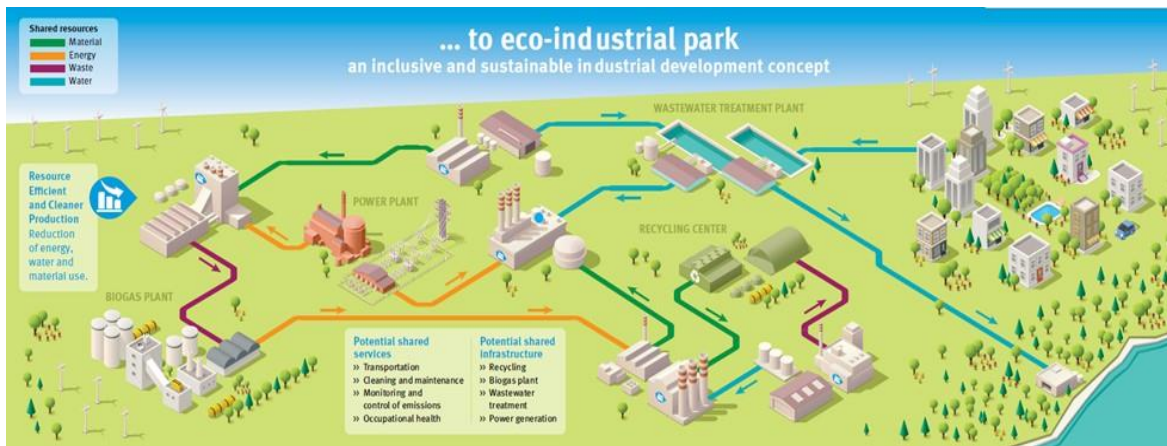 Shared resources
Material
Energy
Waste
Water
... to eco-industrial park
an inclusive and sustainable industrial development concept
WASTEWATER TREATMENT PLANT
Resource
Efficient
and Cleaner
Production
Reduction
of energy,
water and
material use.
POWER PLANT
RECYCLING CENTER
BIOGAS PLANT
Potential shared
services
» Transportation
» Cleaning and maintenance
» Monitoring and
control of emissions
» Occupational health
Potential shared
infrastructure
» Recycling
» Biogas plant
» Wastewater
treatment
» Power generation